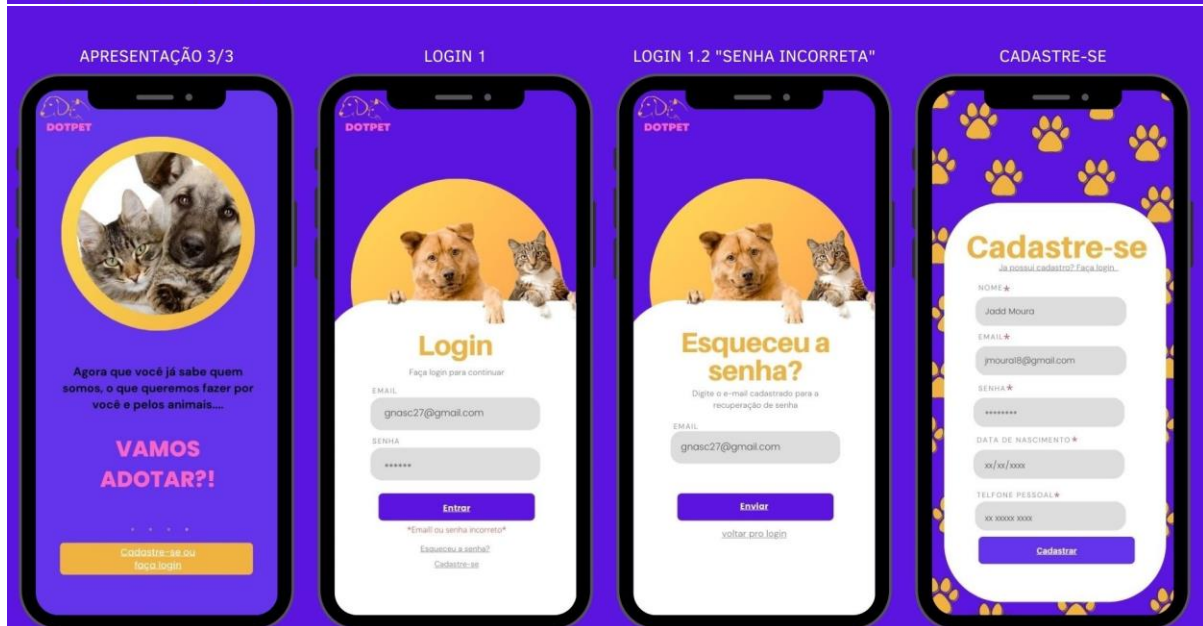 APRESENTAÇÃO 3/3
DOTPET
Agora que você já sabe quem
somos, o que queremos fazer por
você e pelos animais....
VAMOS
ADOTAR?!
Cadastre-se ou
faça login
LOGIN 1
DOTPET
Login
Faça login para continuar
EMAIL
gnasc27@gmail.com
SENHA
******
Entrar
*Emaill ou senha incorreto*
Esqueceu a senha?
Cadastre-se
LOGIN 1.2 "SENHA INCORRETA"
DOTPET
Esqueceu a
senha?
Digite o e-mail cadastrado para a
recuperação de senha
EMAIL
gnasc27@gmail.com
Enviar
voltar pro login
CADASTRE-SE
Cadastre-se
Ja possui cadastro? Faça login.
NOME*
Jadd Moura
EMAIL*
jmoura18@gmail.com
SENHA*
********
DATA DE NASCIMENTO*
xx/xx/xxxx
TELFONE PESSOAL*
xx xxxxx xxxx
Cadastrar